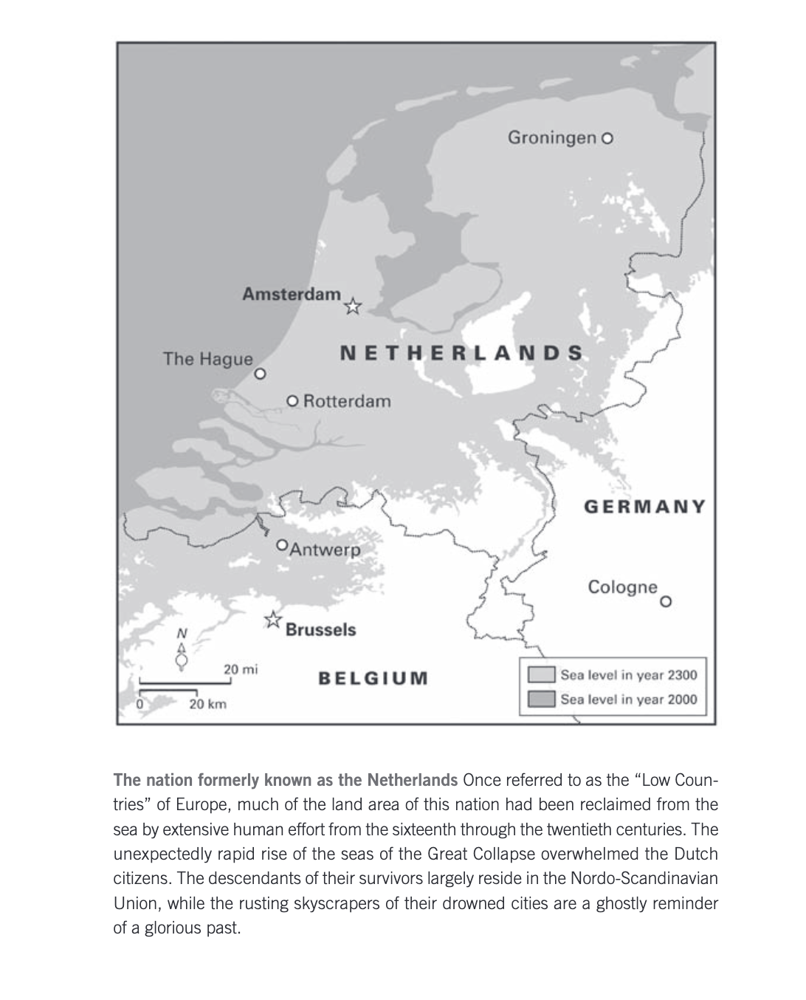 Groningen
Amsterdam
NETHERLANDS
The Hague
Rotterdam
GERMANY
Antwerp
Cologne
Brussels
N
20 mi
BELGIUM
0
20 km
Sea level in year 2300
Sea level in year 2000
The nation formerly known as the Netherlands Once referred to as the “Low Coun-
tries” of Europe, much of the land area of this nation had been reclaimed from the
sea by extensive human effort from the sixteenth through the twentieth centuries. The
unexpectedly rapid rise of the seas of the Great Collapse overwhelmed the Dutch
citizens. The descendants of their survivors largely reside in the Nordo-Scandinavian
Union, while the rusting skyscrapers of their drowned cities are a ghostly reminder
of a glorious past.